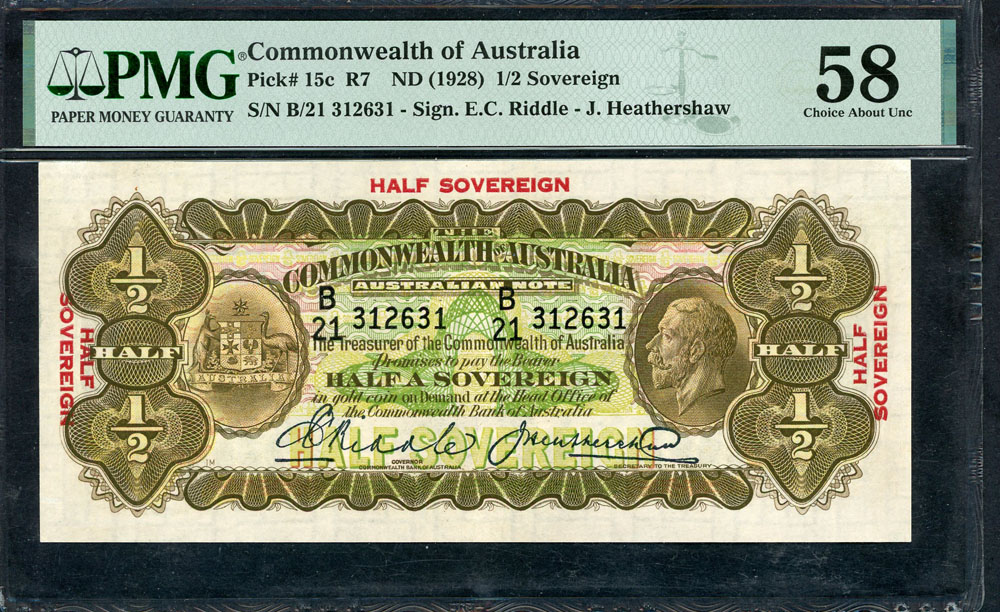 PMG®
PAPER MONEY GUARANTY
Commonwealth of Australia
Pick# 15c R7 ND (1928) 1/2 Sovereign
S/N B/21 312631 - Sign. E.C. Riddle - J. Heathershaw
58
Choice About Unc
HALF SOVEREIGN
THE
COMMONWEALTH OF AUSTRALIA
AUSTRALIAN NOTE
1/2
1/2
B
21 312631
B
21 312631
HALF SOVEREIGN
HALF
AUSTRALIA
HALF
HALF SOVEREIGN
The Treasurer of the Commonwealth of Australia
Promises to pay the Bearer
HALF A SOVEREIGN
in gold coin on Demand at the Head Office of
the Commonwealth Bank of Australia
1/2
1/2
HALF SOVEREIGN
C Riddle
J Heathershaw
GOVERNOR
COMMONWEALTH BANK OF AUSTRALIA
SECRETARY TO THE TREASURY